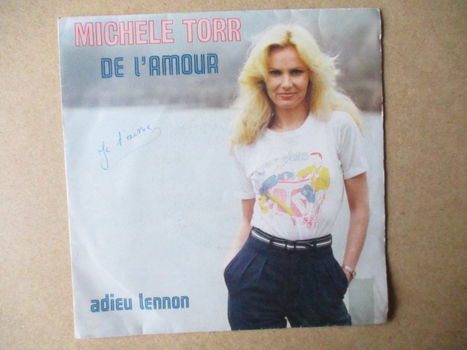 MICHELE TORR
DE L'AMOUR
Je t'aime
adieu lennon